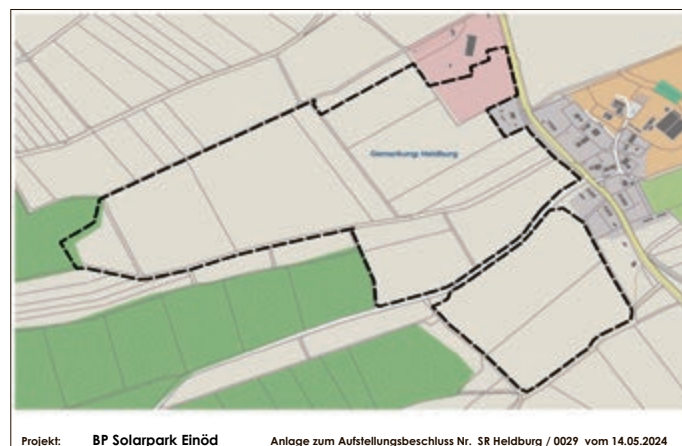 Gemarkung: Heldburg
Projekt: BP Solarpark Einöd Anlage zum Aufstellungsbeschluss Nr. SR Heldburg / 0029 vom 14.05.2024